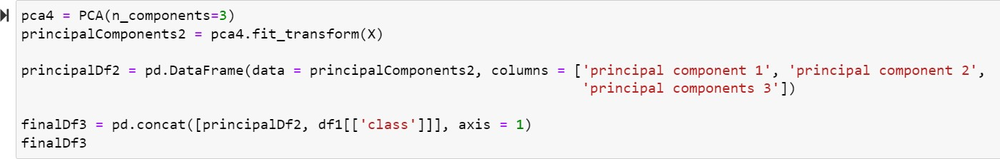 pca4 = PCA(n_components=3)
principalComponents2 = pca4.fit_transform(X)
principalDf2 = pd.DataFrame(data = principalComponents2, columns = ['principal component 1', 'principal component 2',
'principal components 3'])
finalDf3 = pd.concat([principalDf2, df1[['class']]], axis = 1)
finalDf3